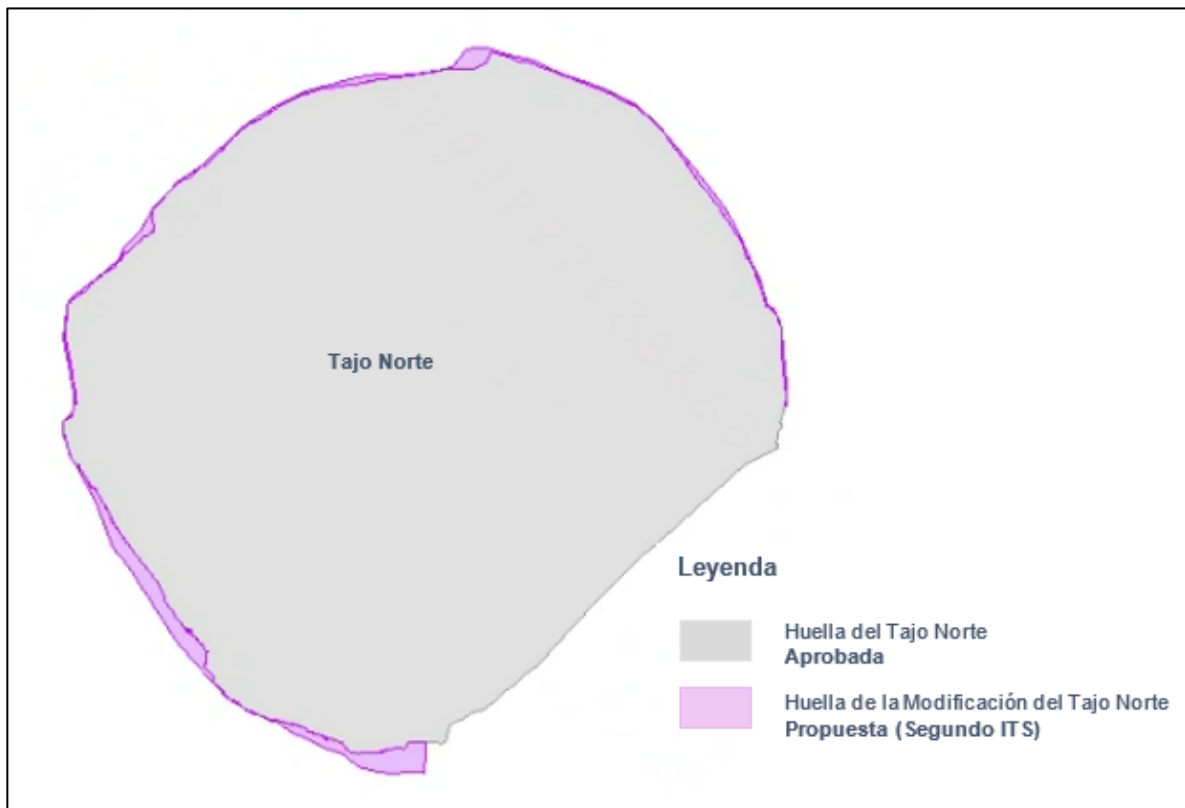 Tajo Norte
Leyenda
Huella del Tajo Norte
Aprobada
Huella de la Modificación del Tajo Norte
Propuesta (Segundo ITS)